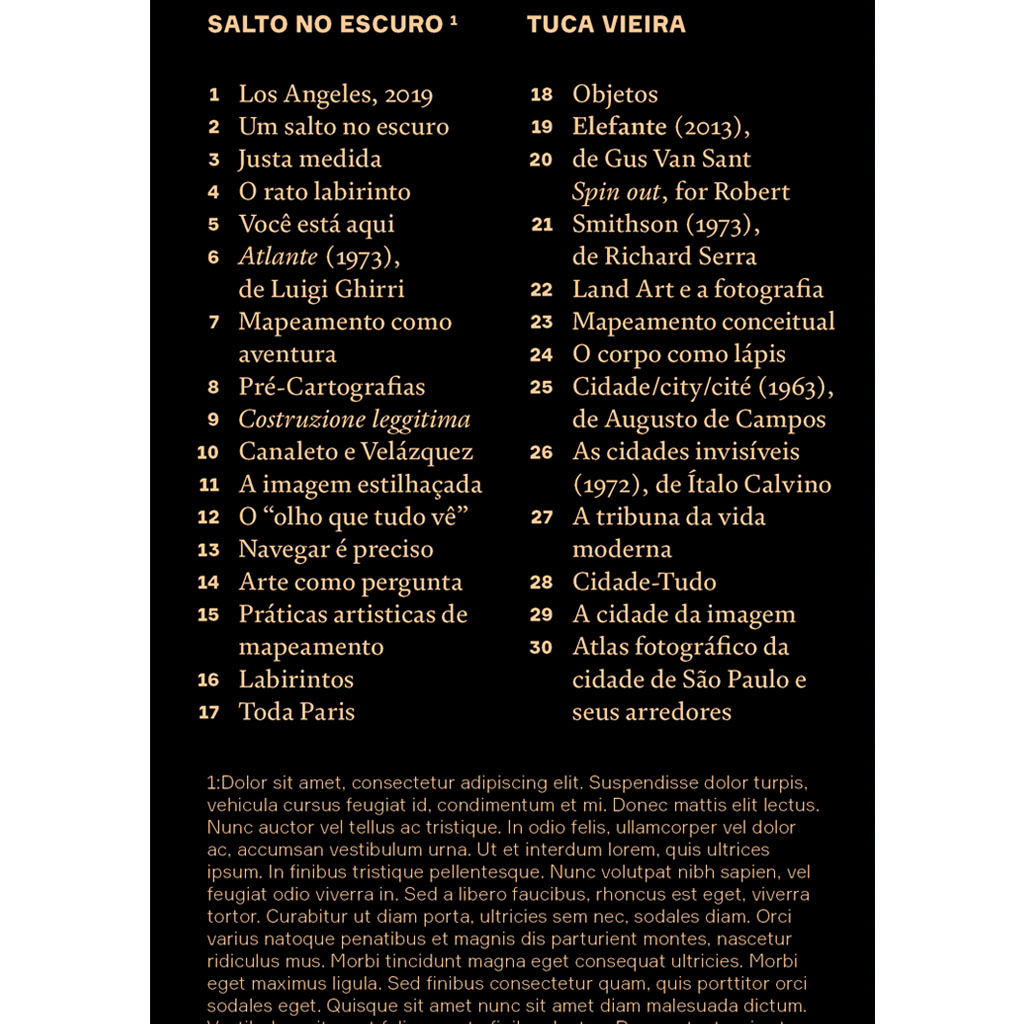 SALTO NO ESCURO ¹
1 Los Angeles, 2019
2 Um salto no escuro
3 Justa medida
4 O rato labirinto
5 Você está aqui
6 Atlante (1973),
de Luigi Ghirri
7 Mapeamento como
aventura
8 Pré-Cartografias
9 Costruzione leggitima
10 Canaleto e Velázquez
11 A imagem estilhaçada
12 O “olho que tudo vê”
13 Navegar é preciso
14 Arte como pergunta
15 Práticas artisticas de
mapeamento
16 Labirintos
17 Toda Paris
TUCA VIEIRA
18 Objetos
19 Elefante (2013),
20 de Gus Van Sant
Spin out, for Robert
21 Smithson (1973),
de Richard Serra
22 Land Art e a fotografia
23 Mapeamento conceitual
24 O corpo como lápis
25 Cidade/city/cité (1963),
de Augusto de Campos
26 As cidades invisíveis
(1972), de Ítalo Calvino
27 A tribuna da vida
moderna
28 Cidade-Tudo
29 A cidade da imagem
30 Atlas fotográfico da
cidade de São Paulo e
seus arredores
1:Dolor sit amet, consectetur adipiscing elit. Suspendisse dolor turpis,
vehicula cursus feugiat id, condimentum et mi. Donec mattis elit lectus.
Nunc auctor vel tellus ac tristique. In odio felis, ullamcorper vel dolor
ac, accumsan vestibulum urna. Ut et interdum lorem, quis ultrices
ipsum. In finibus tristique pellentesque. Nunc volutpat nibh sapien, vel
feugiat odio viverra in. Sed a libero faucibus, rhoncus est eget, viverra
tortor. Curabitur ut diam porta, ultricies sem nec, sodales diam. Orci
varius natoque penatibus et magnis dis parturient montes, nascetur
ridiculus mus. Morbi tincidunt magna eget consequat ultricies. Morbi
eget maximus ligula. Sed finibus consectetur quam, quis porttitor orci
sodales eget. Quisque sit amet nunc sit amet diam malesuada dictum.